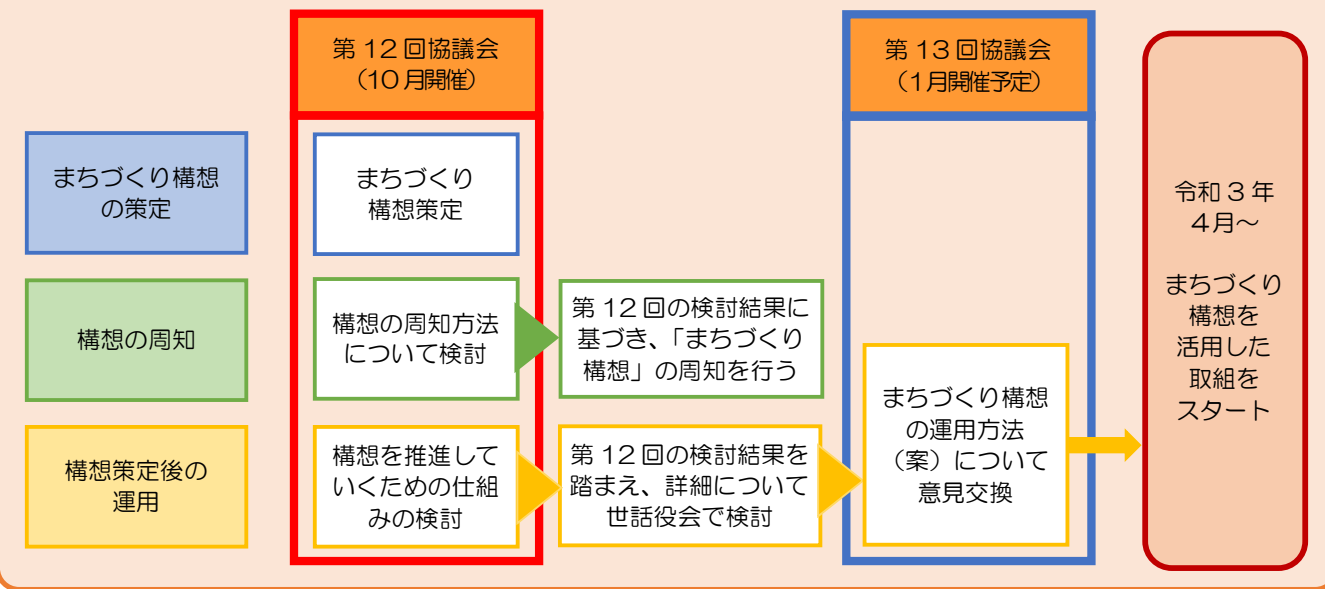 第12回協議会
（10月開催）
第13回協議会
（1月開催予定）
まちづくり構想
の策定
まちづくり
構想策定
構想の周知
構想の周知方法
について検討
第12回の検討結果に
基づき、「まちづくり
構想」の周知を行う
構想策定後の
運用
構想を推進して
いくための仕組
みの検討
第12回の検討結果を
踏まえ、詳細について
世話役会で検討
まちづくり構想
の運用方法
（案）について
意見交換
令和3年
4月～
まちづくり
構想を
活用した
取組を
スタート